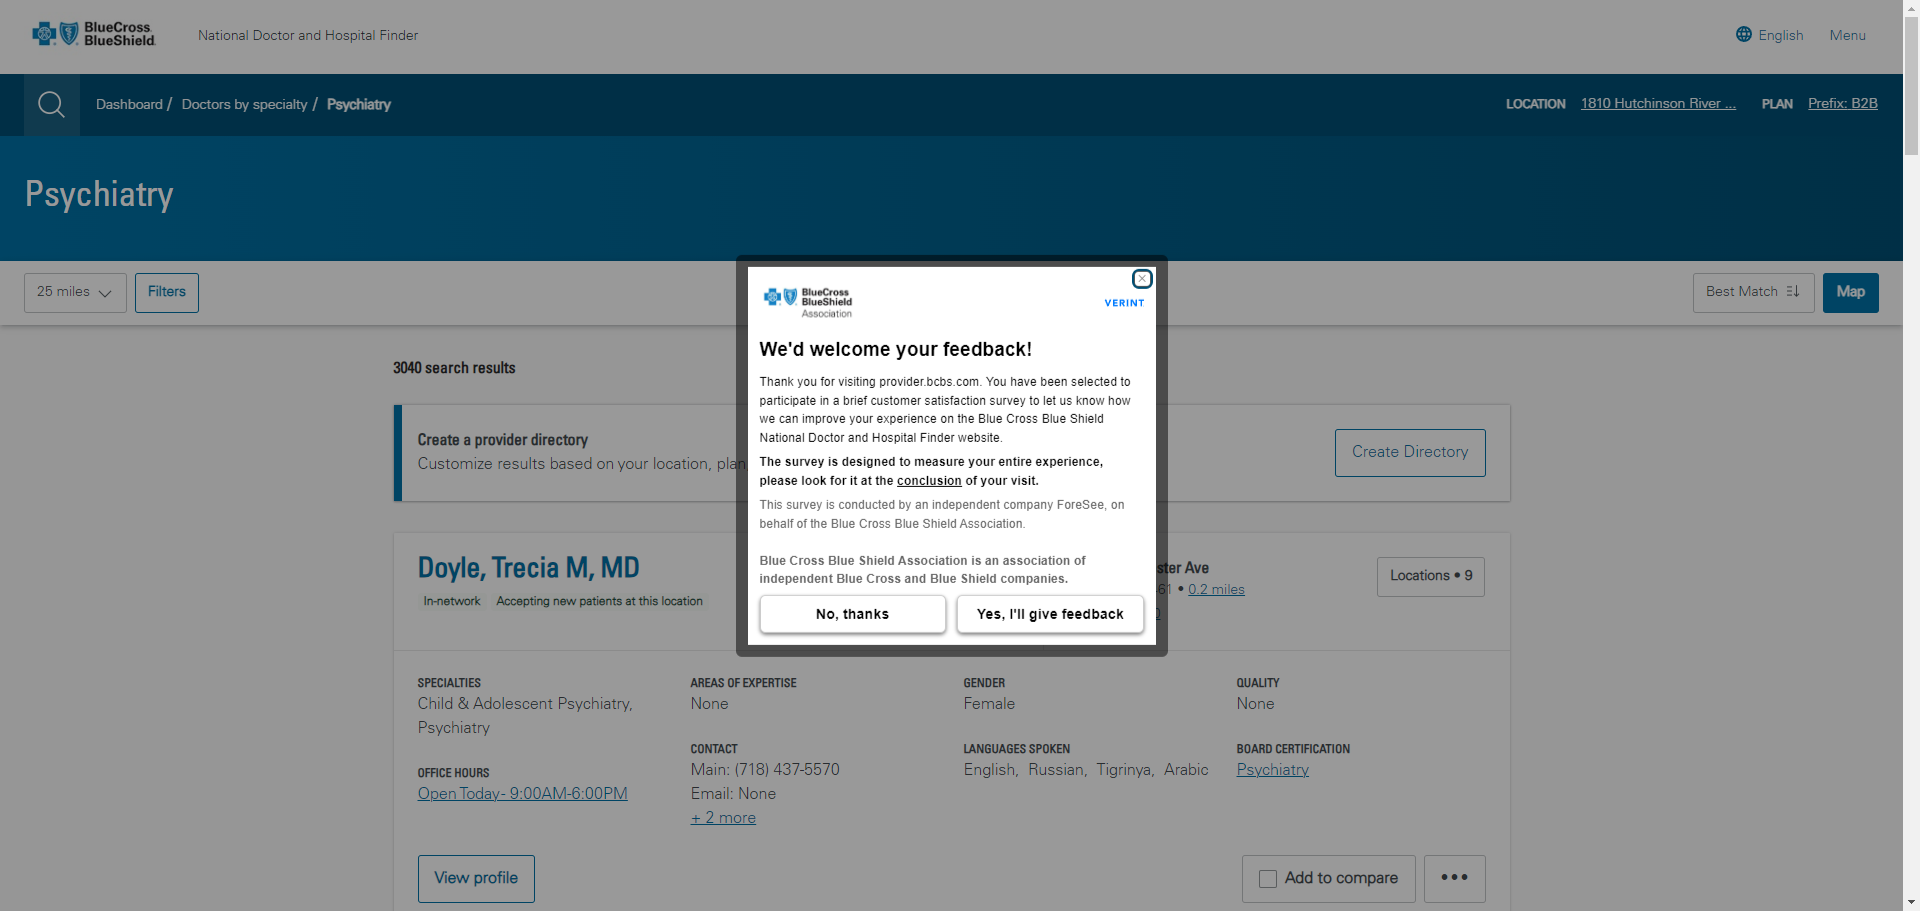 BlueCross
BlueShield
National Doctor and Hospital Finder
English
Menu
Dashboard / Doctors by specialty / Psychiatry
LOCATION 1810 Hutchinson River ... PLAN Prefix: B2B
Psychiatry
25 miles
Filters
Best Match
Map
3040 search results
Create a provider directory
Customize results based on your location, plan
Create Directory
BlueCross
BlueShield
Association
VERINT
We'd welcome your feedback!
Thank you for visiting provider.bcbs.com. You have been selected to
participate in a brief customer satisfaction survey to let us know how
we can improve your experience on the Blue Cross Blue Shield
National Doctor and Hospital Finder website.
The survey is designed to measure your entire experience,
please look for it at the conclusion of your visit.
This survey is conducted by an independent company ForeSee, on
behalf of the Blue Cross Blue Shield Association.
Blue Cross Blue Shield Association is an association of
independent Blue Cross and Blue Shield companies.
No, thanks
Yes, I'll give feedback
Doyle, Trecia M, MD
In-network
Accepting new patients at this location
ster Ave
61 • 0.2 miles
Locations • 9
SPECIALTIES
Child & Adolescent Psychiatry,
Psychiatry
OFFICE HOURS
Open Today- 9:00AM-6:00PM
AREAS OF EXPERTISE
None
CONTACT
Main: (718) 437-5570
Email: None
+ 2 more
GENDER
Female
LANGUAGES SPOKEN
English, Russian, Tigrinya, Arabic
QUALITY
None
BOARD CERTIFICATION
Psychiatry
View profile
Add to compare
•••